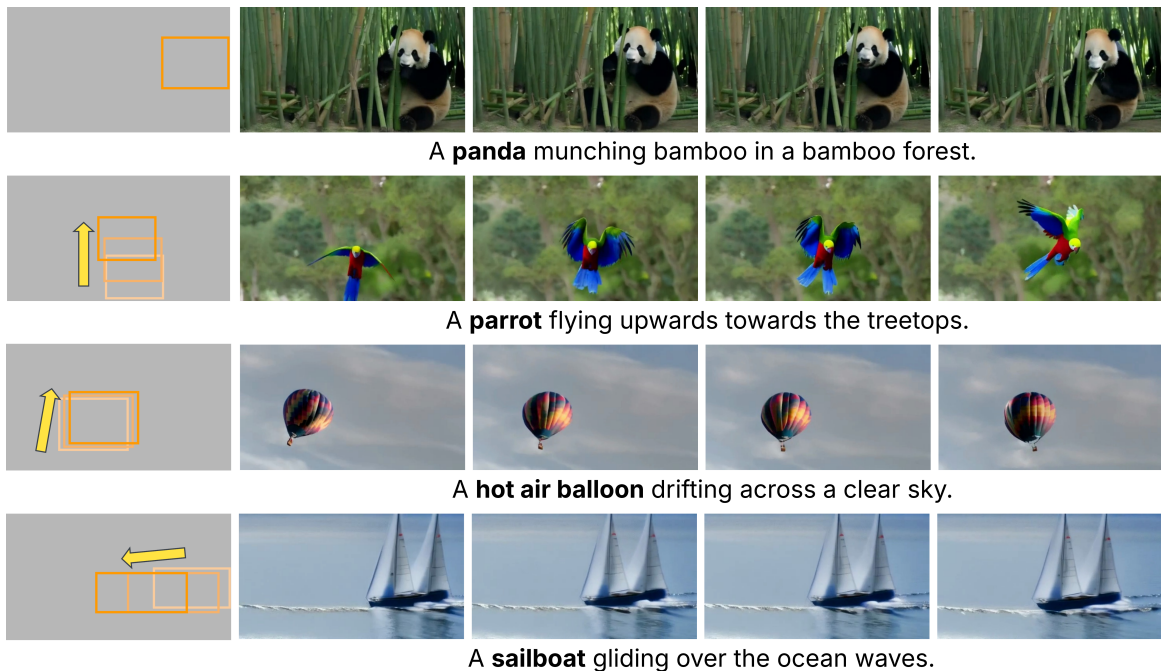 A panda munching bamboo in a bamboo forest.
A parrot flying upwards towards the treetops.
A hot air balloon drifting across a clear sky.
A sailboat gliding over the ocean waves.